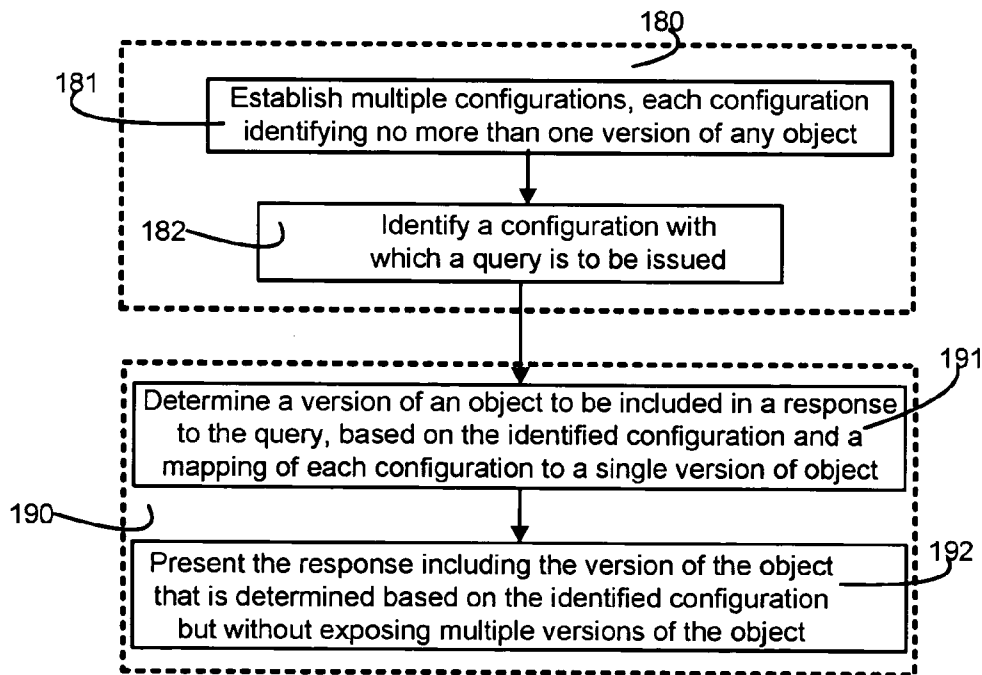 180
181
Establish multiple configurations, each configuration
identifying no more than one version of any object
182
Identify a configuration with
which a query is to be issued
191
Determine a version of an object to be included in a response
to the query, based on the identified configuration and a
mapping of each configuration to a single version of object
190
192
Present the response including the version of the object
that is determined based on the identified configuration
but without exposing multiple versions of the object